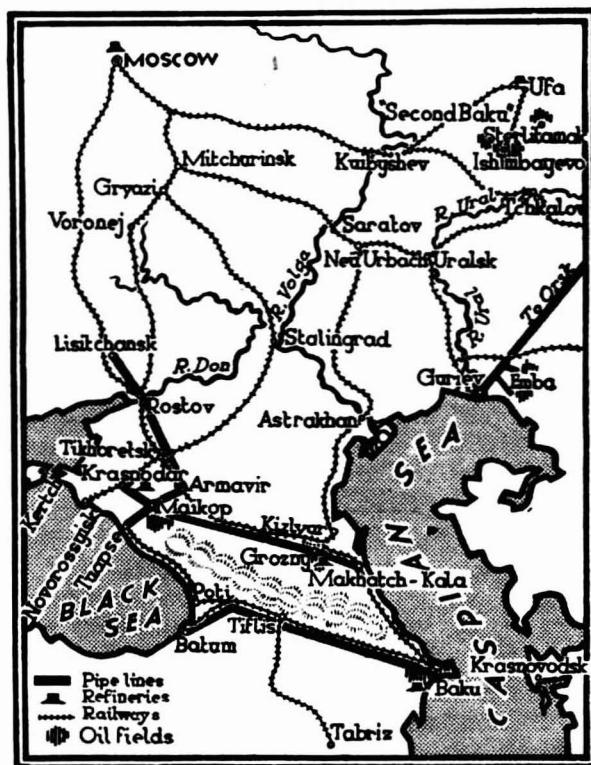 MOSCOW
Ufa
"Second Baku"
Sterlitamak
Kuibyshev
Ishimbayevo
Mitchurinsk
Gryazi
R. Ural
Tchkalov
Voronej
Saratov
Neu Urbach
Uralsk
R. Volga
R. Ural
To Orsk
Stalingrad
Lisitchansk
R. Don
Guriev
Emba
Rostov
Astrakhan
Tikhoretsk
Krasnodar
Armavir
Kertch
Maikop
Kizlyar
Novorossyisk
Tuapse
Grozny
Makhatch-Kala
CASPIAN SEA
BLACK SEA
Poti
Batum
Tiflis
Krasnovodsk
Baku
Tabriz
Pipe lines
Refineries
Railways
Oil fields